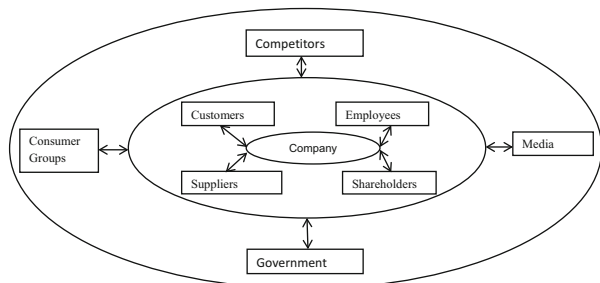 Competitors
Customers
Employees
Consumer
Groups
Company
Media
Suppliers
Shareholders
Government